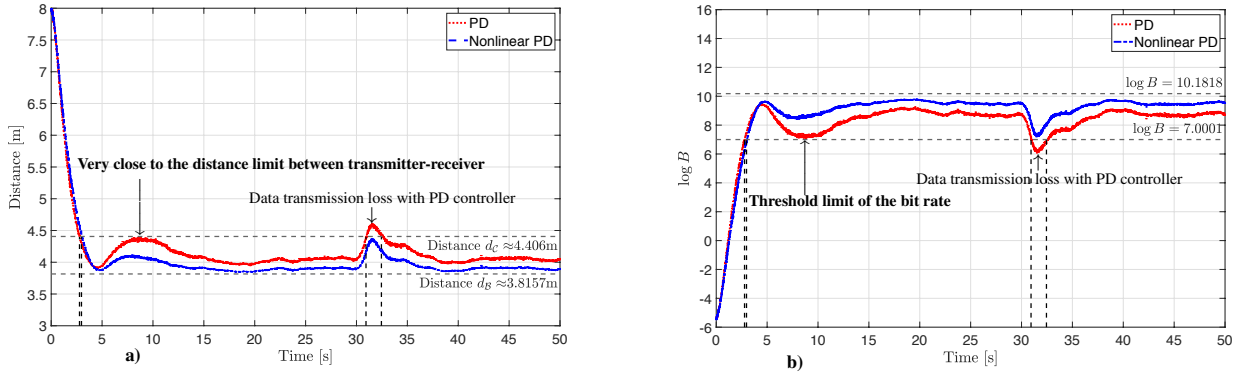 8
7.5
7
6.5
6
5.5
5
4.5
4
3.5
3
Distance [m]
PD
Nonlinear PD
Very close to the distance limit between transmitter-receiver
Data transmission loss with PD controller
Distance d_C ≈4.406m
Distance d_B ≈3.8157m
0 5 10 15 20 25 30 35 40 45 50
Time [s]
a)
16
14
12
10
8
6
4
2
0
-2
-4
-6
log B
PD
Nonlinear PD
log B = 10.1818
log B = 7.0001
Data transmission loss with PD controller
Threshold limit of the bit rate
0 5 10 15 20 25 30 35 40 45 50
Time [s]
b)